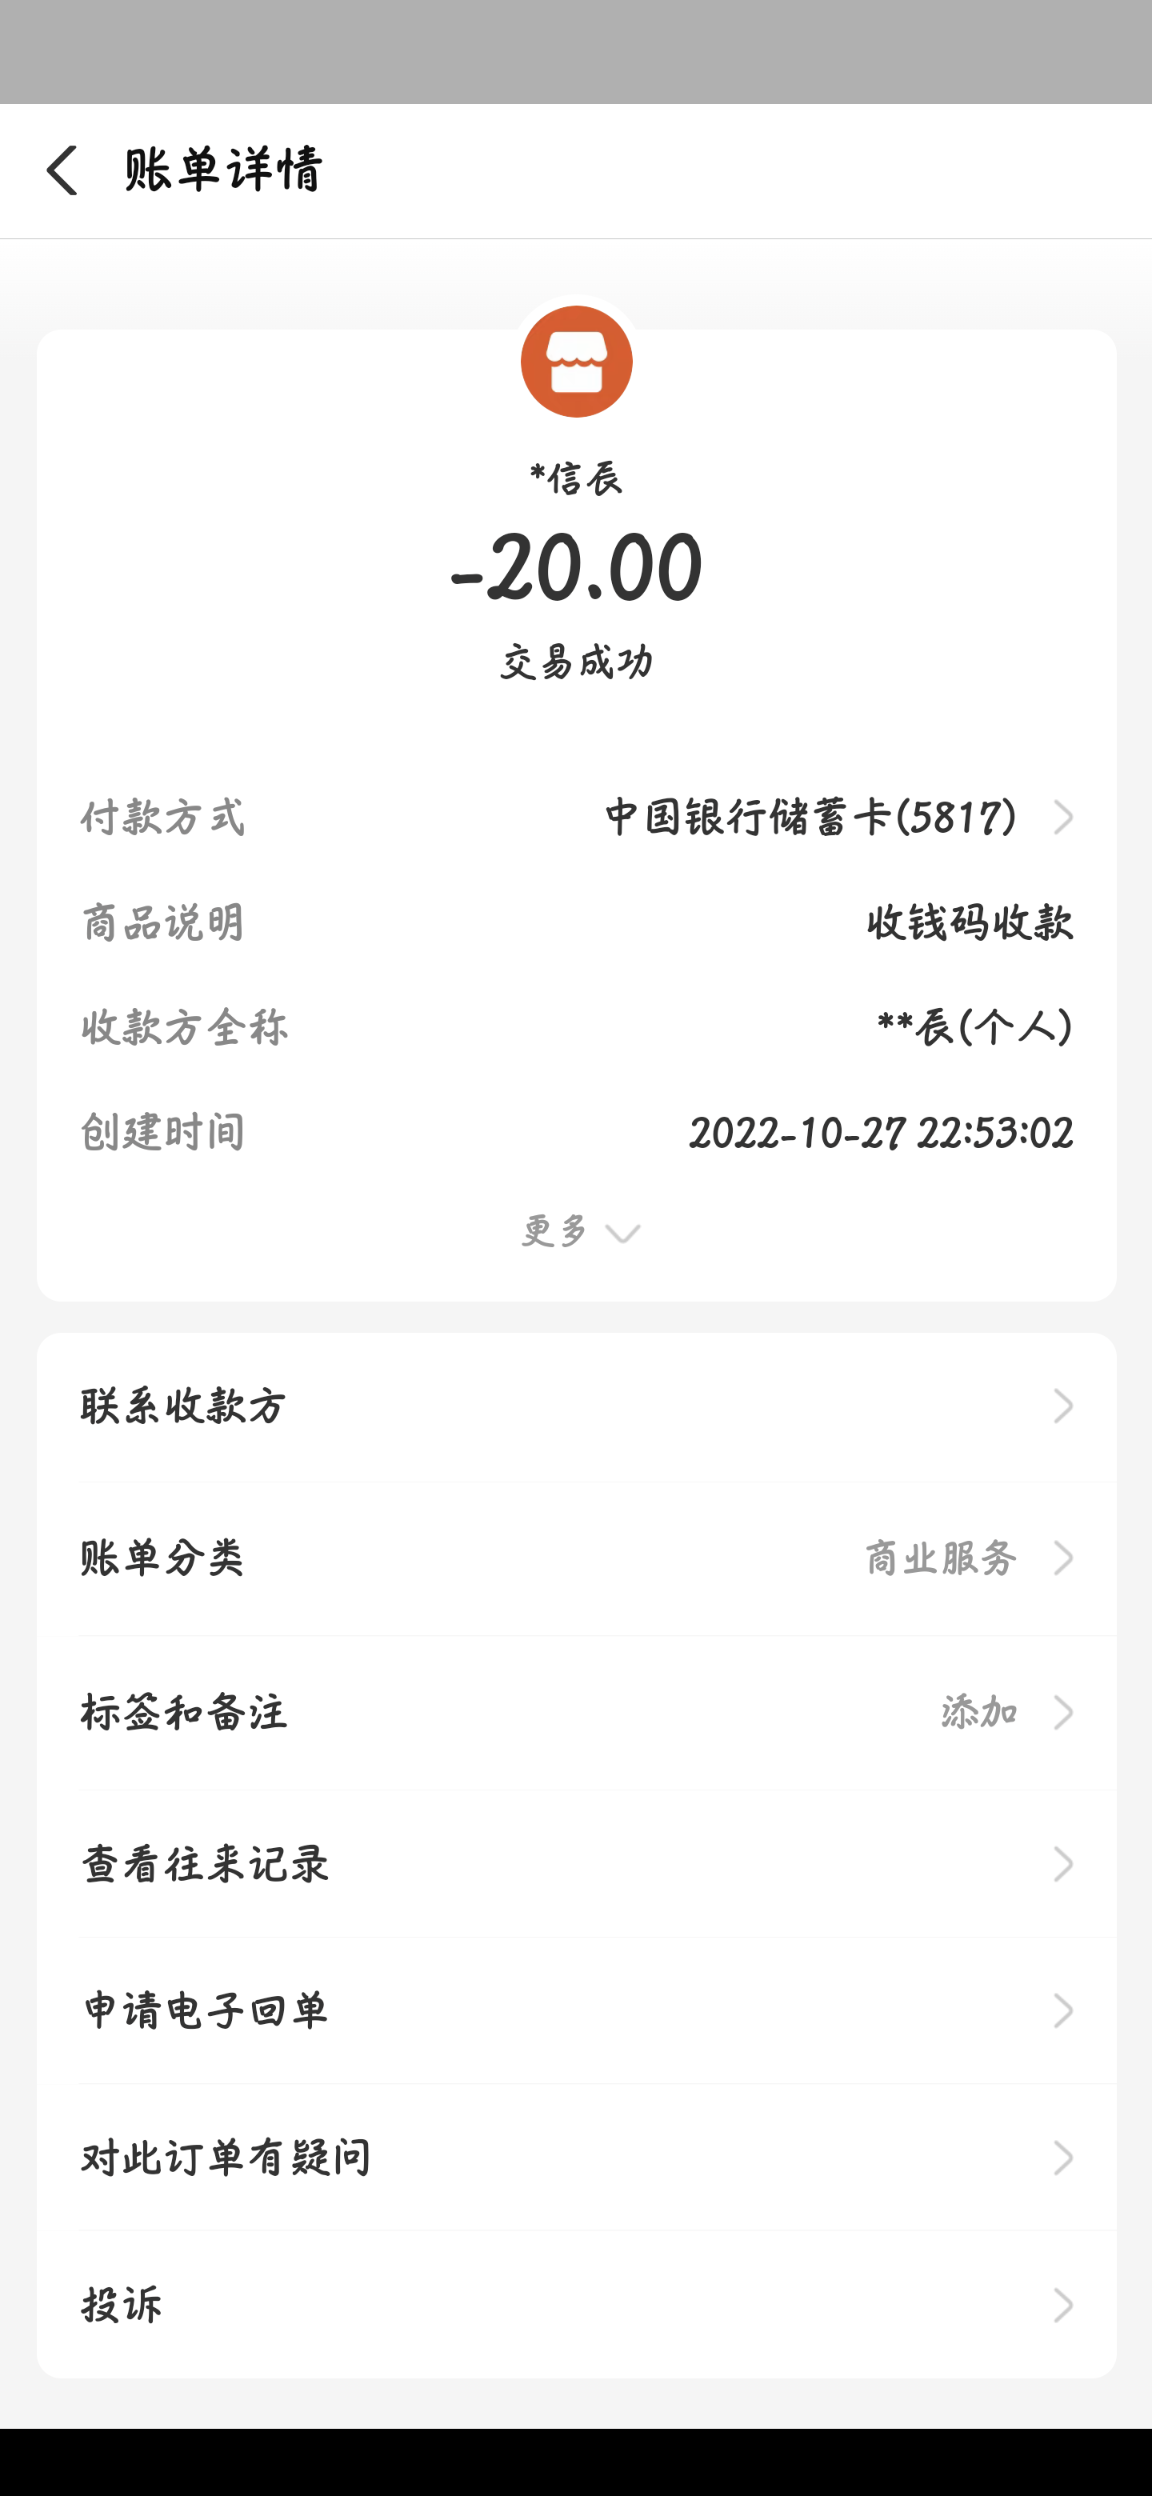 账单详情
*信辰
-20.00
交易成功
付款方式 中国银行储蓄卡(5817)
商品说明 收钱码收款
收款方全称 **辰(个人)
创建时间 2022-10-27 22:53:02
更多
联系收款方
账单分类 商业服务
标签和备注 添加
查看往来记录
申请电子回单
对此订单有疑问
投诉